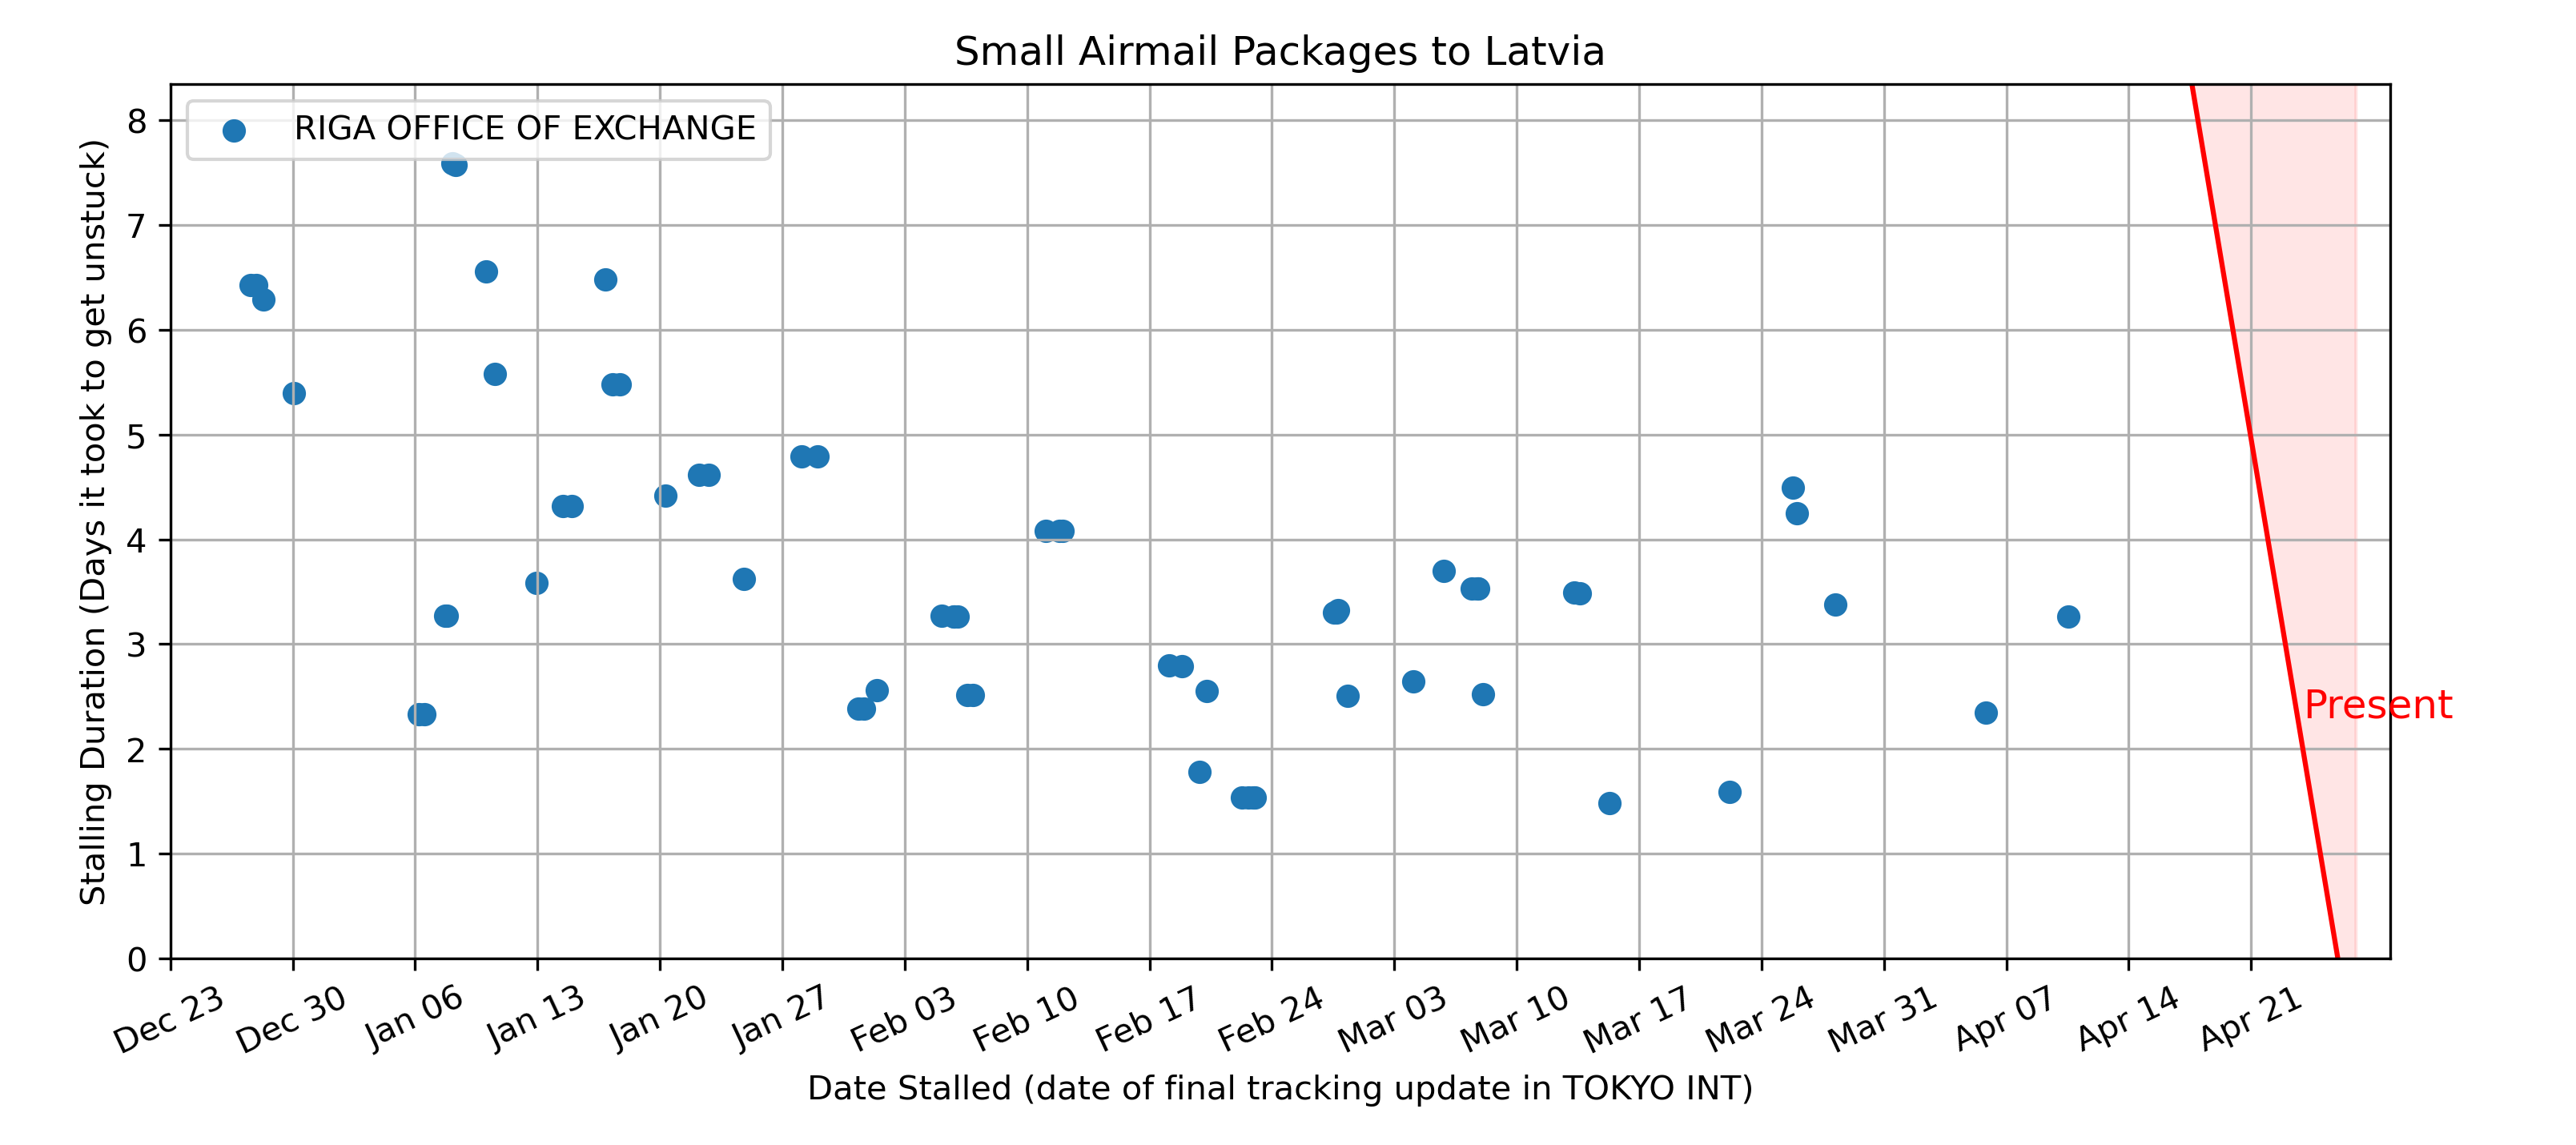 Small Airmail Packages to Latvia
RIGA OFFICE OF EXCHANGE
Stalling Duration (Days it took to get unstuck)
8
7
6
5
4
3
2
1
0
Present
Dec 23
Dec 30
Jan 06
Jan 13
Jan 20
Jan 27
Feb 03
Feb 10
Feb 17
Feb 24
Mar 03
Mar 10
Mar 17
Mar 24
Mar 31
Apr 07
Apr 14
Apr 21
Date Stalled (date of final tracking update in TOKYO INT)